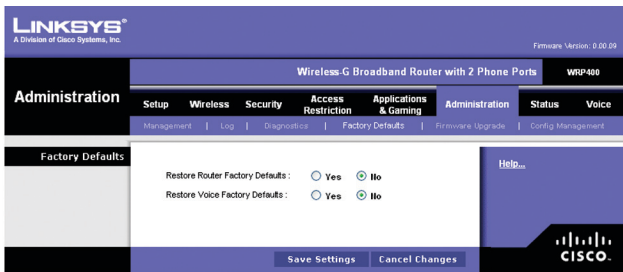 LINKSYS®
A Division of Cisco Systems, Inc.
Firmware Version: 0.00.09
Wireless-G Broadband Router with 2 Phone Ports WRP400
Administration
Setup Wireless Security Access Restriction Applications & Gaming Administration Status Voice
Management | Log | Diagnostics | Factory Defaults | Firmware Upgrade | Config Management
Factory Defaults
Restore Router Factory Defaults : Yes No
Restore Voice Factory Defaults : Yes No
Help...
Save Settings Cancel Changes
CISCO